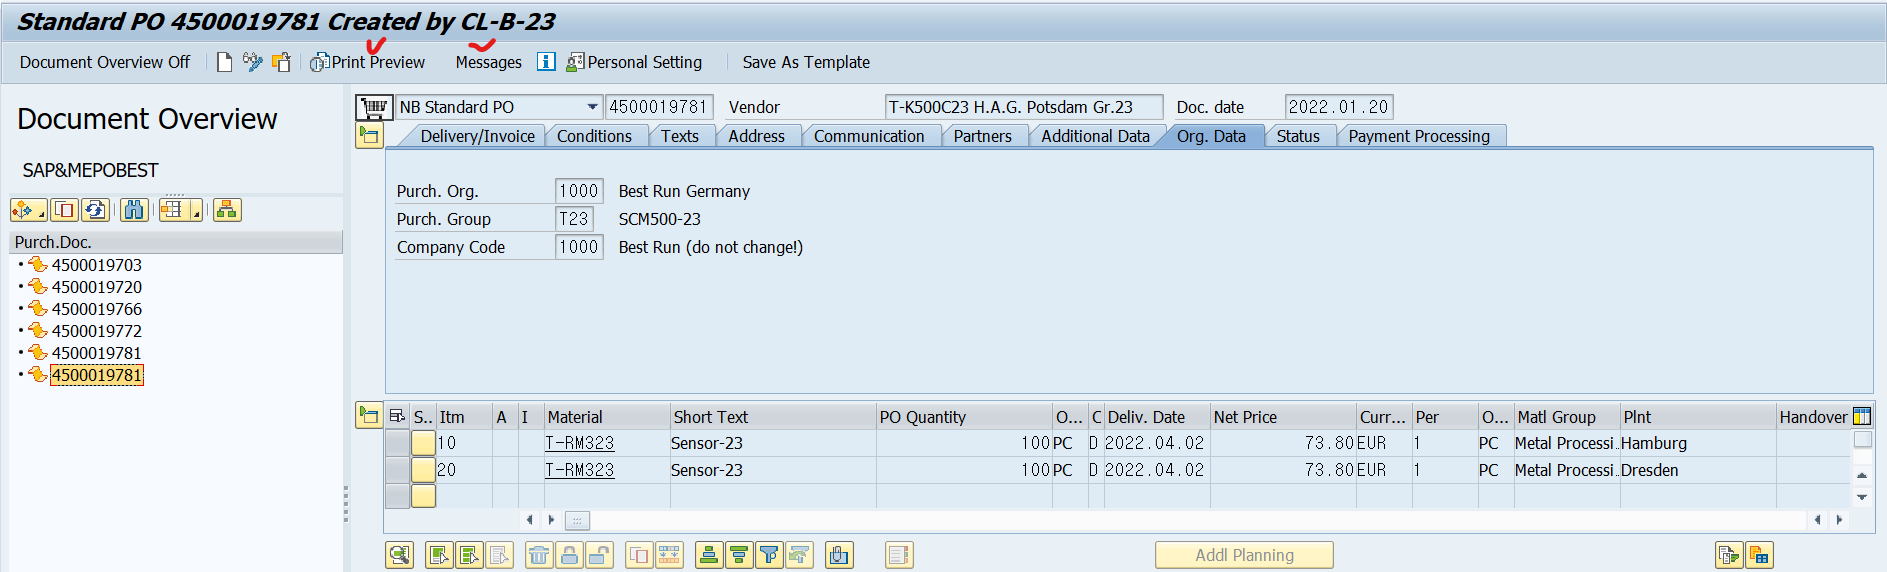 Standard PO 4500019781 Created by CL-B-23
Document Overview Off Print Preview Messages Personal Setting Save As Template
Document Overview
SAP&MEPOBEST
Purch.Doc.
4500019703
4500019720
4500019766
4500019772
4500019781
4500019781
NB Standard PO 4500019781 Vendor T-K500C23 H.A.G. Potsdam Gr.23 Doc. date 2022.01.20
Delivery/Invoice Conditions Texts Address Communication Partners Additional Data Org. Data Status Payment Processing
Purch. Org. 1000 Best Run Germany
Purch. Group T23 SCM500-23
Company Code 1000 Best Run (do not change!)
S.. Itm A I Material Short Text PO Quantity O... C Deliv. Date Net Price Curr... Per O... Matl Group Plnt Handover
10 T-RM323 Sensor-23 100 PC D 2022.04.02 73.80 EUR 1 PC Metal Processi.. Hamburg
20 T-RM323 Sensor-23 100 PC D 2022.04.02 73.80 EUR 1 PC Metal Processi.. Dresden
Addl Planning